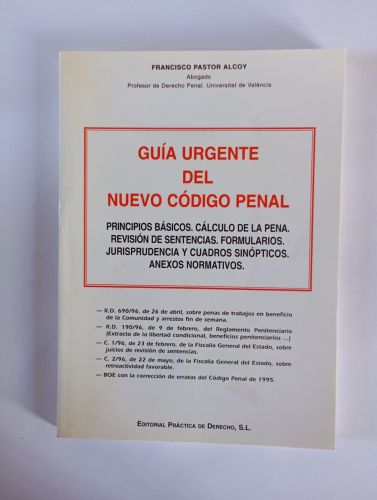 FRANCISCO PASTOR ALCOY
Abogado
Profesor de Derecho Penal. Universitat de València
GUÍA URGENTE
DEL
NUEVO CÓDIGO PENAL
PRINCIPIOS BÁSICOS. CÁLCULO DE LA PENA.
REVISIÓN DE SENTENCIAS. FORMULARIOS.
JURISPRUDENCIA Y CUADROS SINÓPTICOS.
ANEXOS NORMATIVOS.
— R.D. 690/96, de 26 de abril, sobre penas de trabajos en beneficio
de la Comunidad y arrestos fin de semana.
— R.D. 190/96, de 9 de febrero, del Reglamento Penitenciario
(Extracto de la libertad condicional, beneficios penitenciarios ...)
— C. 1/96, de 23 de febrero, de la Fiscalía General del Estado, sobre
juicios de revisión de sentencias.
— C. 2/96, de 22 de mayo, de la Fiscalía General del Estado, sobre
retroactividad favorable.
— BOE con la corrección de erratas del Código Penal de 1995.
EDITORIAL PRÁCTICA DE DERECHO, S.L.